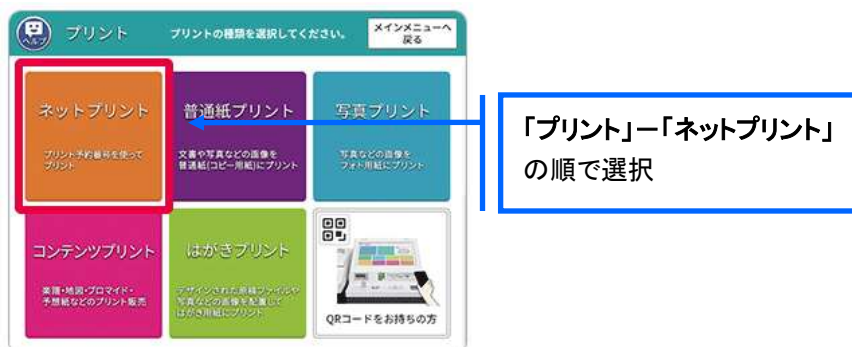 ヘルプ
プリント
プリントの種類を選択してください。
メインメニューへ
戻る
ネットプリント
プリント予約番号を使って
プリント
普通紙プリント
文書や写真などの画像を
普通紙(コピー用紙)にプリント
写真プリント
写真などの画像を
フォト用紙にプリント
「プリント」－「ネットプリント」
の順で選択
コンテンツプリント
楽譜・地図・ブロマイド・
予想紙などのプリント販売
はがきプリント
デザインされた原稿ファイルや
写真などの画像を配置して
はがき用紙にプリント
QRコードをお持ちの方